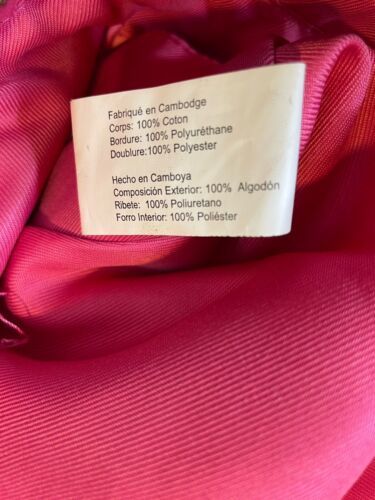 Fabriqué en Cambodge
Corps: 100% Coton
Bordure: 100% Polyuréthane
Doublure:100% Polyester
Hecho en Camboya
Composición Exterior: 100% Algodón
Ribete: 100% Poliuretano
Forro Interior: 100% Poliéster